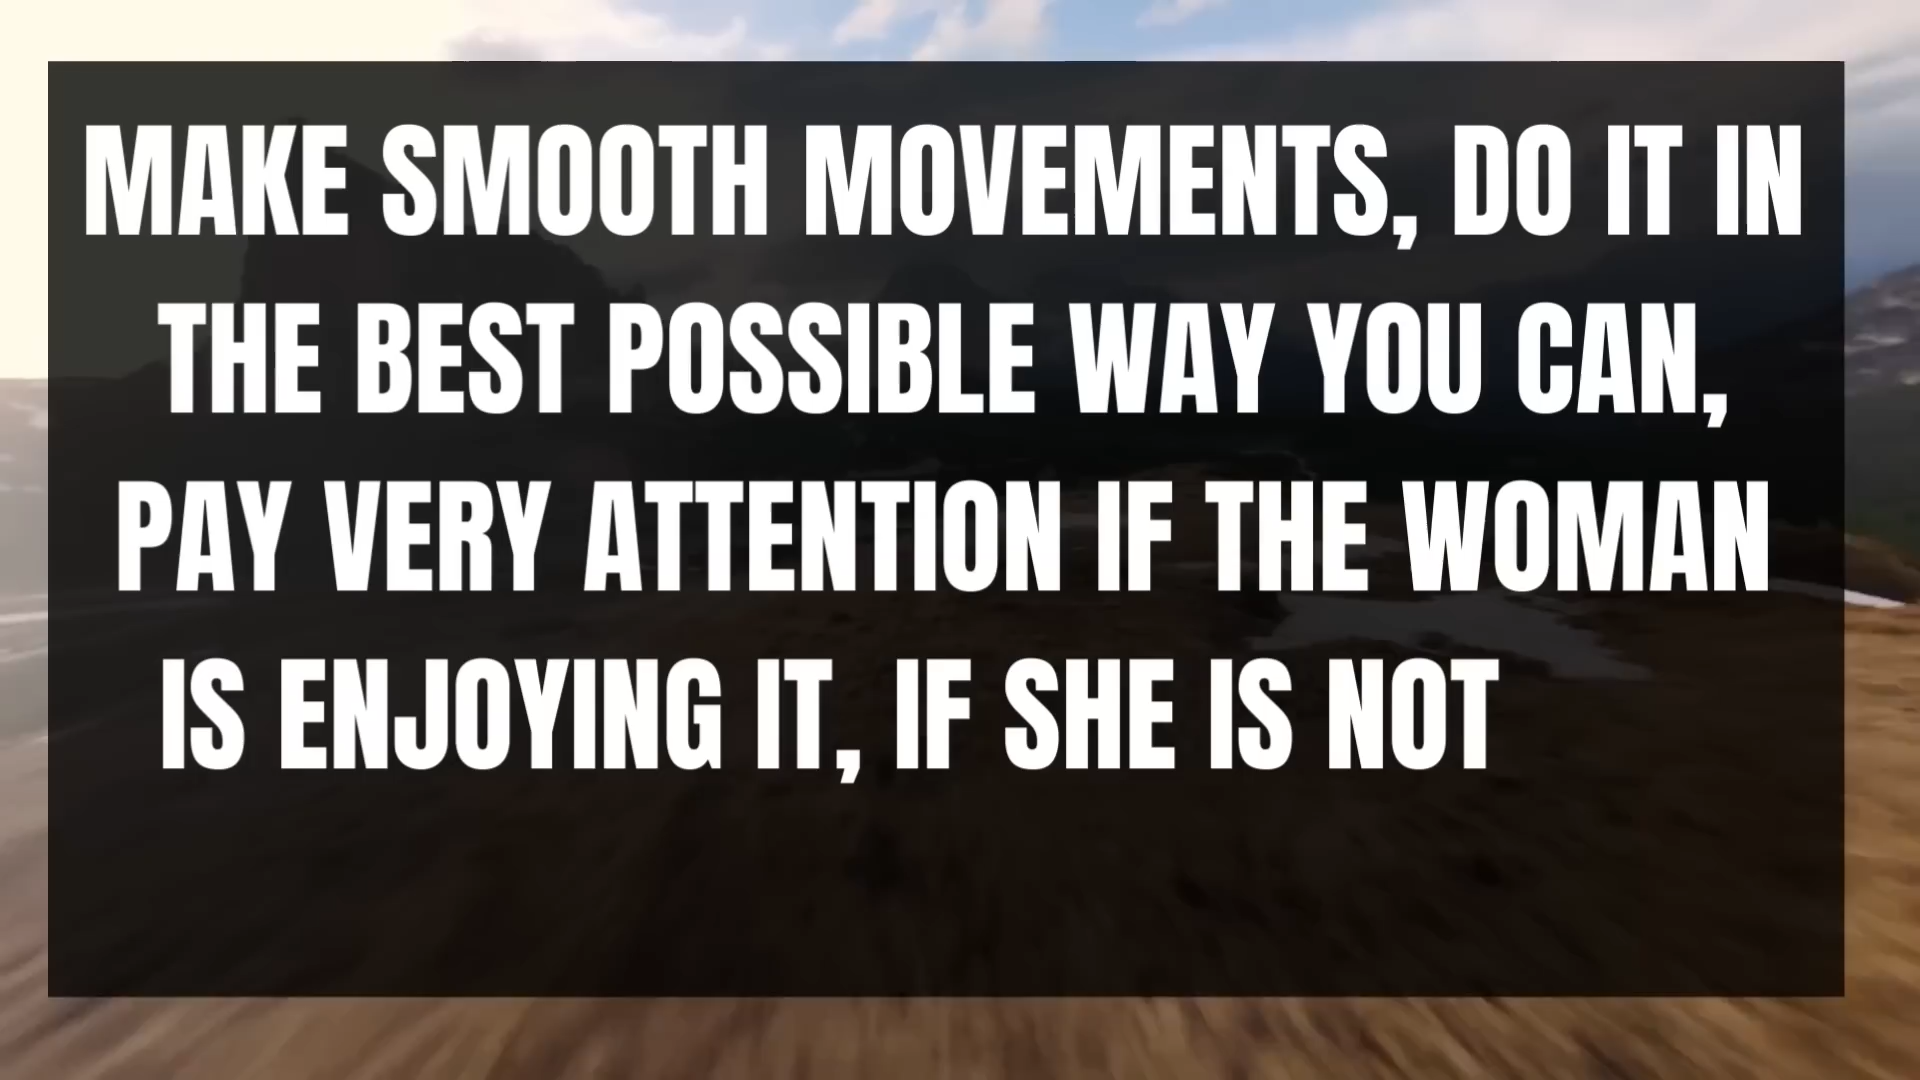 MAKE SMOOTH MOVEMENTS, DO IT IN
THE BEST POSSIBLE WAY YOU CAN,
PAY VERY ATTENTION IF THE WOMAN
IS ENJOYING IT, IF SHE IS NOT